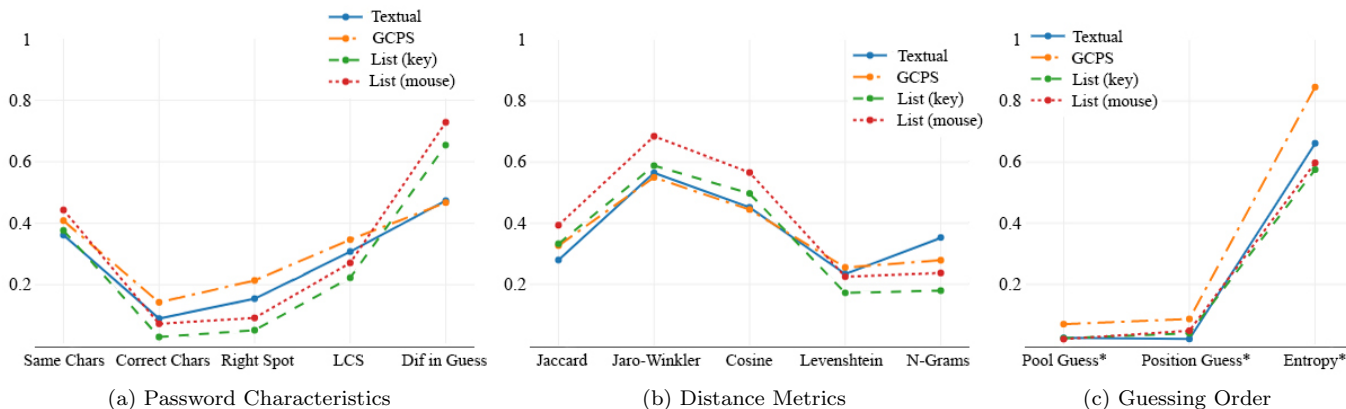 Textual
GCPS
List (key)
List (mouse)
1
0.8
0.6
0.4
0.2
Same Chars Correct Chars Right Spot LCS Dif in Guess
(a) Password Characteristics
Textual
GCPS
List (key)
List (mouse)
1
0.8
0.6
0.4
0.2
Jaccard Jaro-Winkler Cosine Levenshtein N-Grams
(b) Distance Metrics
Textual
GCPS
List (key)
List (mouse)
1
0.8
0.6
0.4
0.2
Pool Guess* Position Guess* Entropy*
(c) Guessing Order